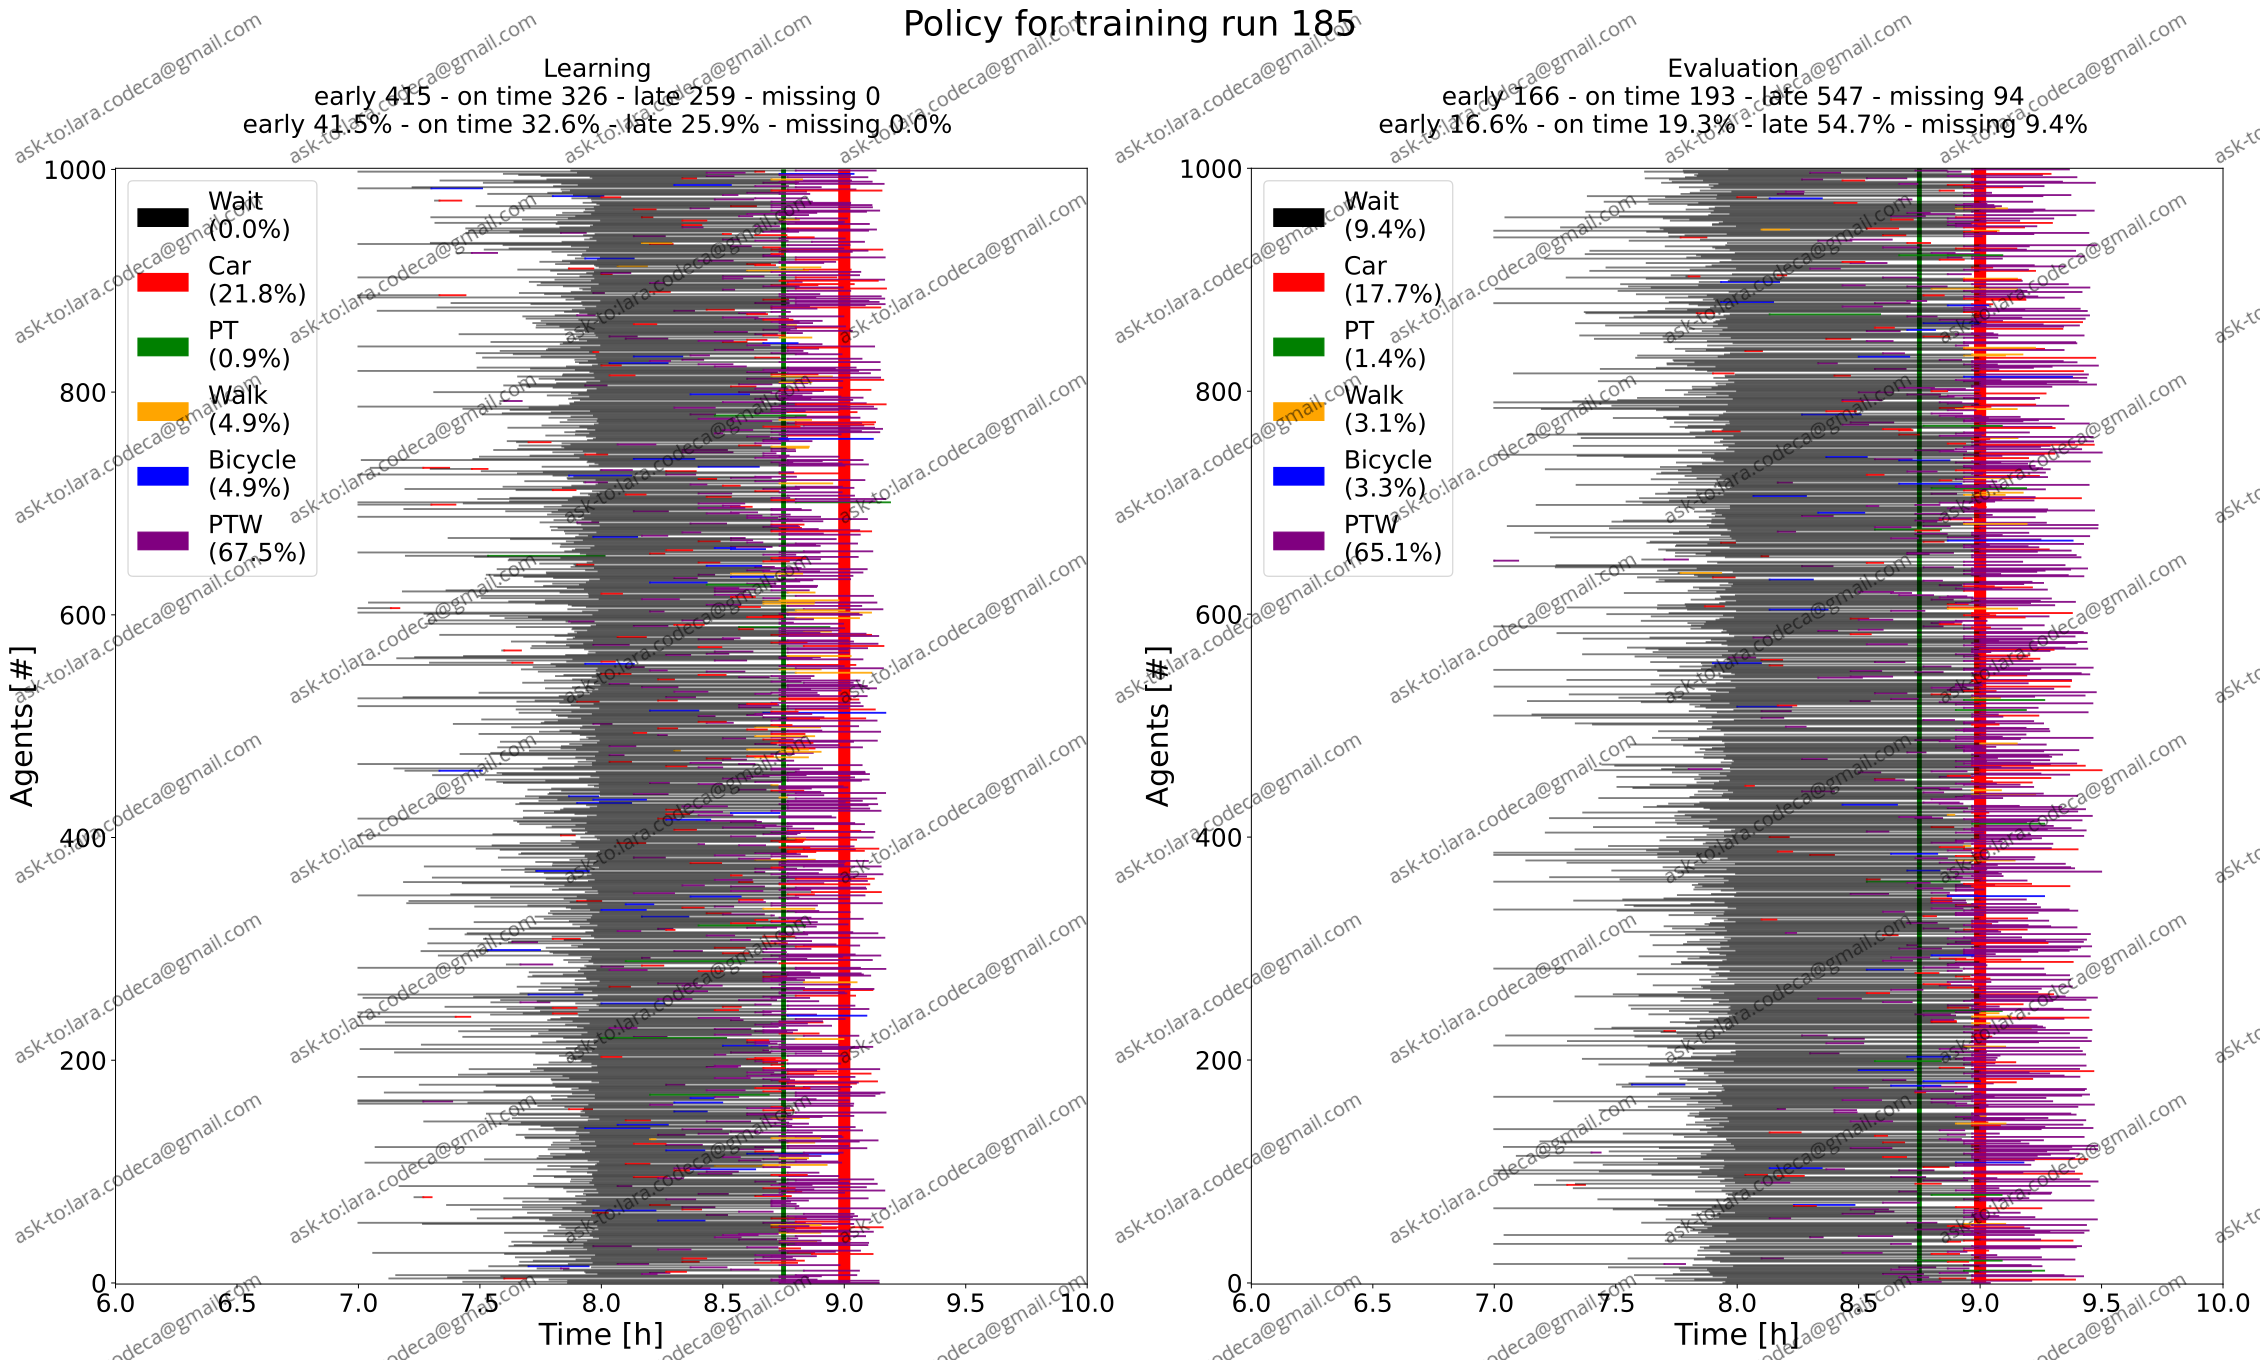 Policy for training run 185
Learning
early 415 - on time 326 - late 259 - missing 0
early 41.5% - on time 32.6% - late 25.9% - missing 0.0%
1000
800
600
400
200
0
Agents [#]
Wait
(0.0%)
Car
(21.8%)
PT
(0.9%)
Walk
(4.9%)
Bicycle
(4.9%)
PTW
(67.5%)
6.0 6.5 7.0 7.5 8.0 8.5 9.0 9.5 10.0
Time [h]
Evaluation
early 166 - on time 193 - late 547 - missing 94
early 16.6% - on time 19.3% - late 54.7% - missing 9.4%
1000
800
600
400
200
0
Agents [#]
Wait
(9.4%)
Car
(17.7%)
PT
(1.4%)
Walk
(3.1%)
Bicycle
(3.3%)
PTW
(65.1%)
6.0 6.5 7.0 7.5 8.0 8.5 9.0 9.5 10.0
Time [h]
ask-to:lara.codeca@gmail.com